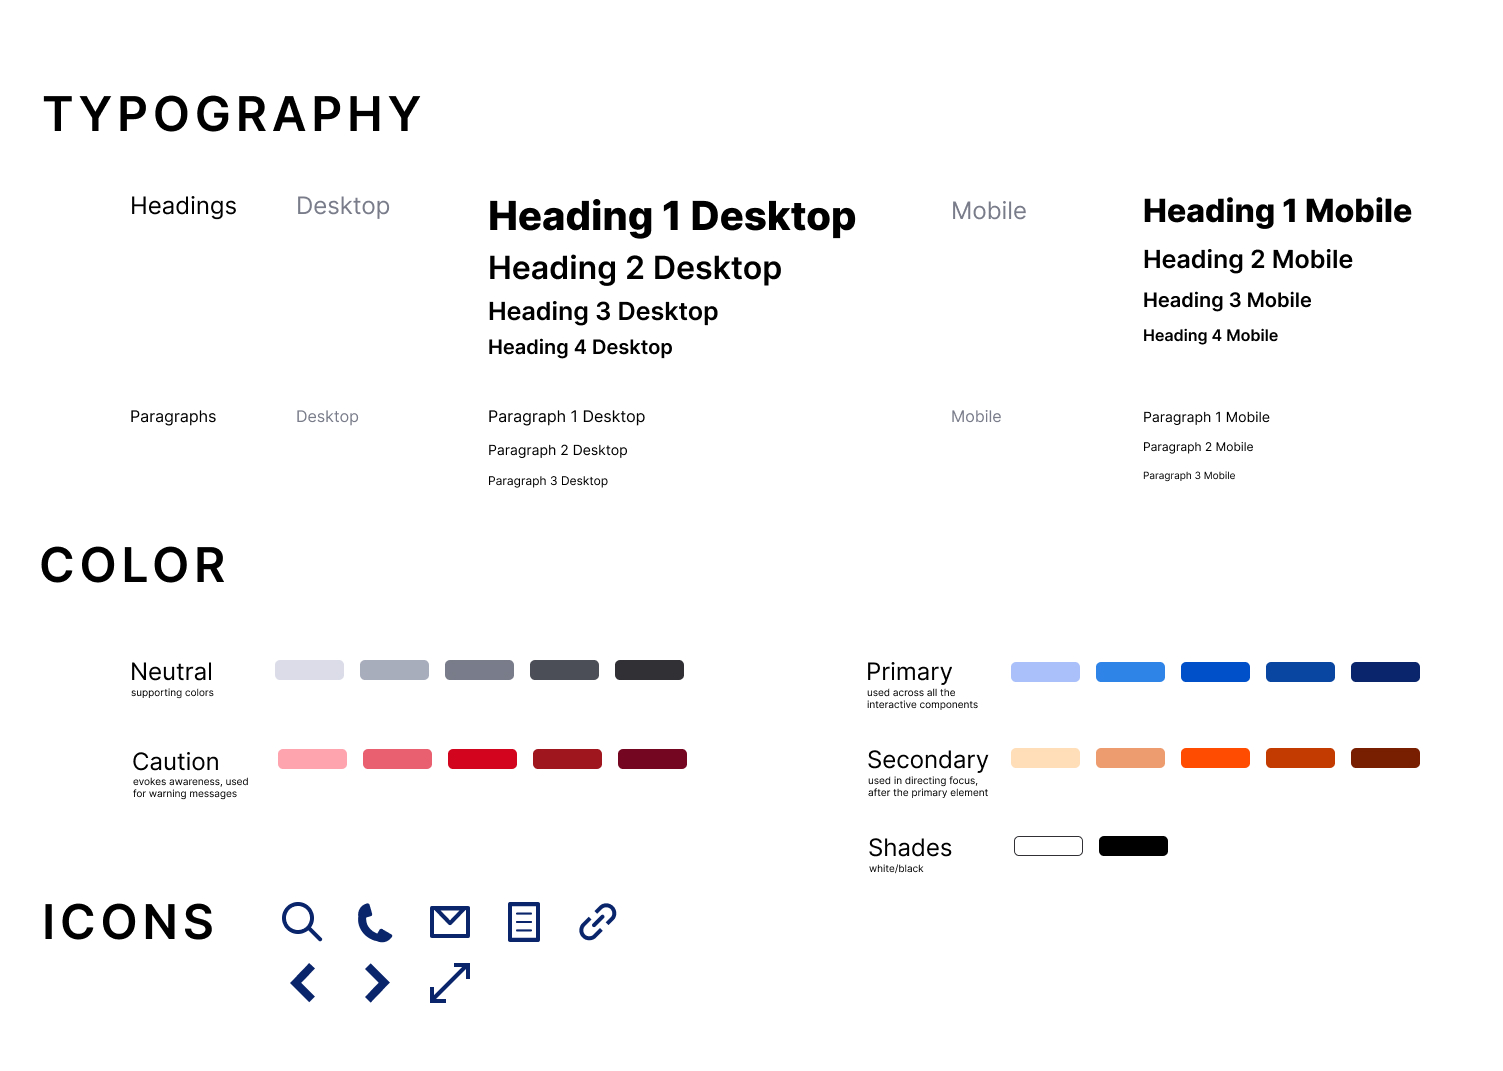 TYPOGRAPHY
Headings
Desktop
Heading 1 Desktop
Heading 2 Desktop
Heading 3 Desktop
Heading 4 Desktop
Mobile
Heading 1 Mobile
Heading 2 Mobile
Heading 3 Mobile
Heading 4 Mobile
Paragraphs
Desktop
Paragraph 1 Desktop
Paragraph 2 Desktop
Paragraph 3 Desktop
Mobile
Paragraph 1 Mobile
Paragraph 2 Mobile
Paragraph 3 Mobile
COLOR
Neutral
supporting colors
Caution
evokes awareness, used
for warning messages
Primary
used across all the
interactive components
Secondary
used in directing focus,
after the primary element
Shades
white/black
ICONS